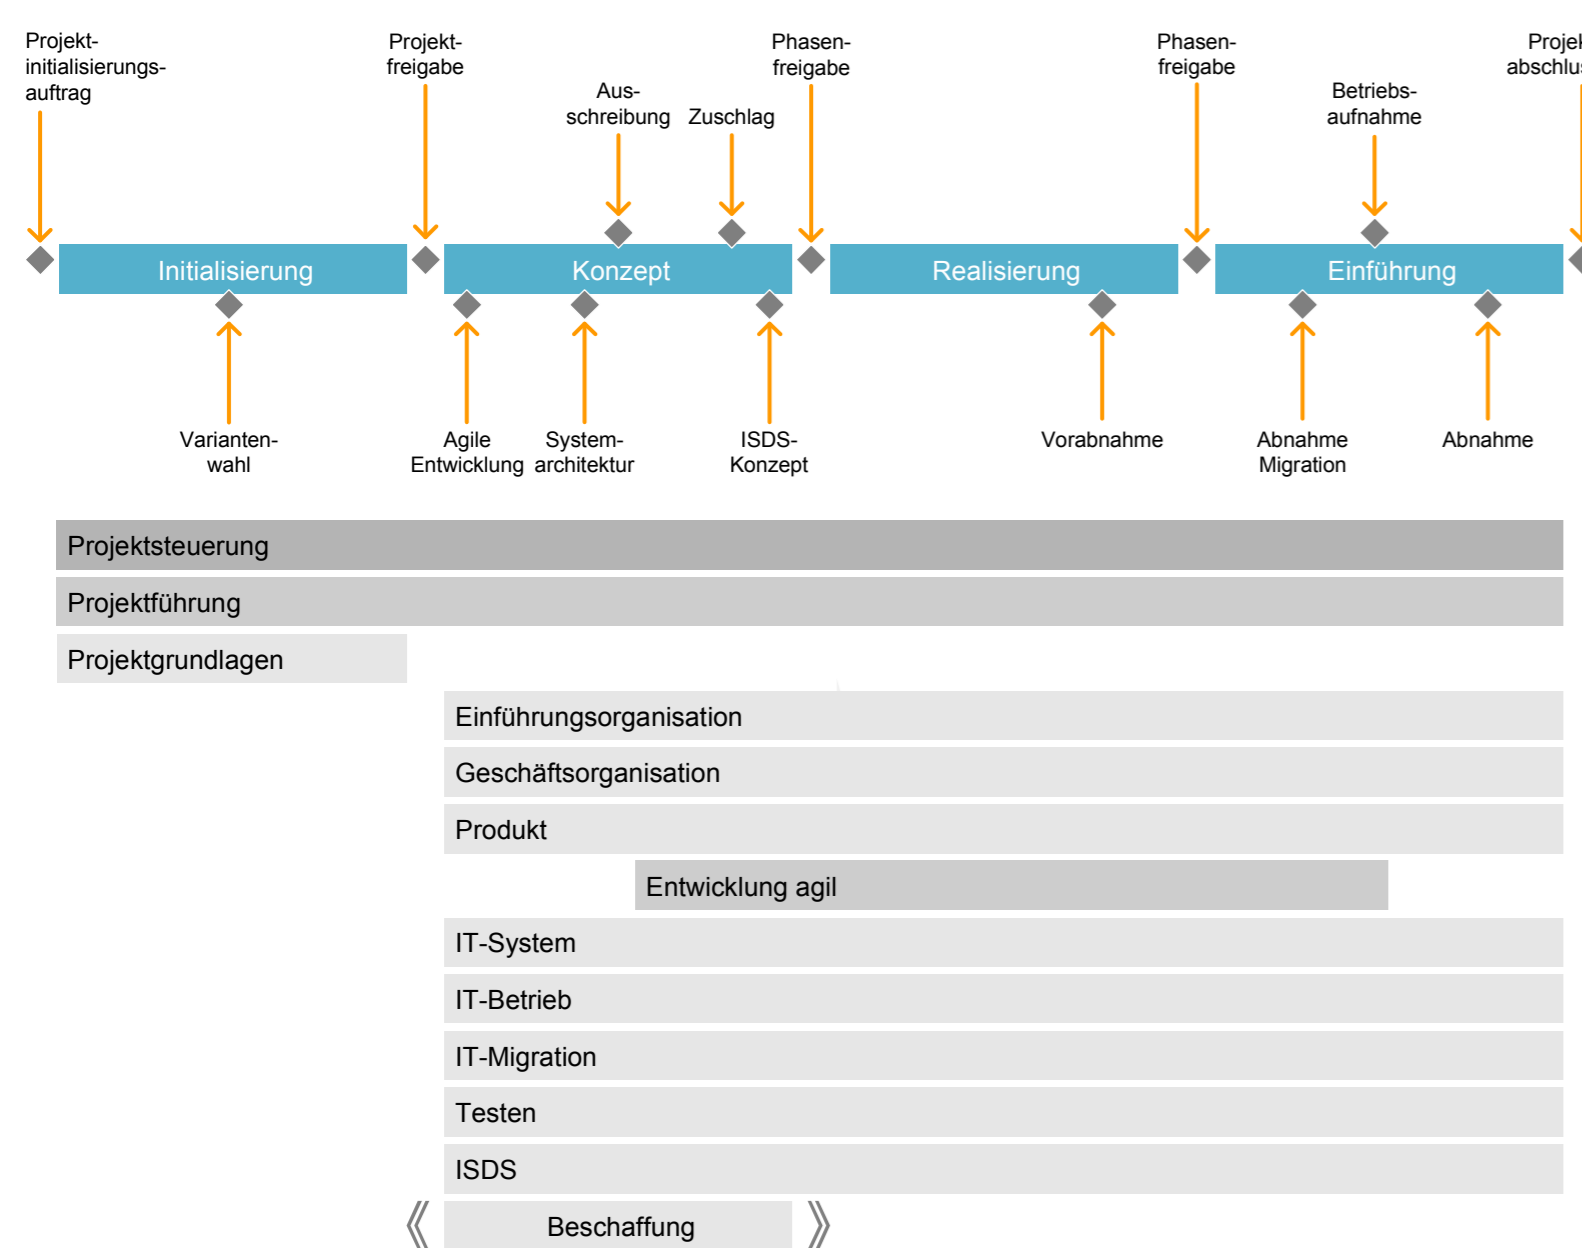 Projekt-
initialisierungs-
auftrag
Projekt-
freigabe
Aus-
schreibung
Zuschlag
Phasen-
freigabe
Phasen-
freigabe
Betriebs-
aufnahme
Projek
abschlus
Initialisierung
Konzept
Realisierung
Einführung
Varianten-
wahl
Agile
Entwicklung
System-
architektur
ISDS-
Konzept
Vorabnahme
Abnahme
Migration
Abnahme
Projektsteuerung
Projektführung
Projektgrundlagen
Einführungsorganisation
Geschäftsorganisation
Produkt
Entwicklung agil
IT-System
IT-Betrieb
IT-Migration
Testen
ISDS
Beschaffung